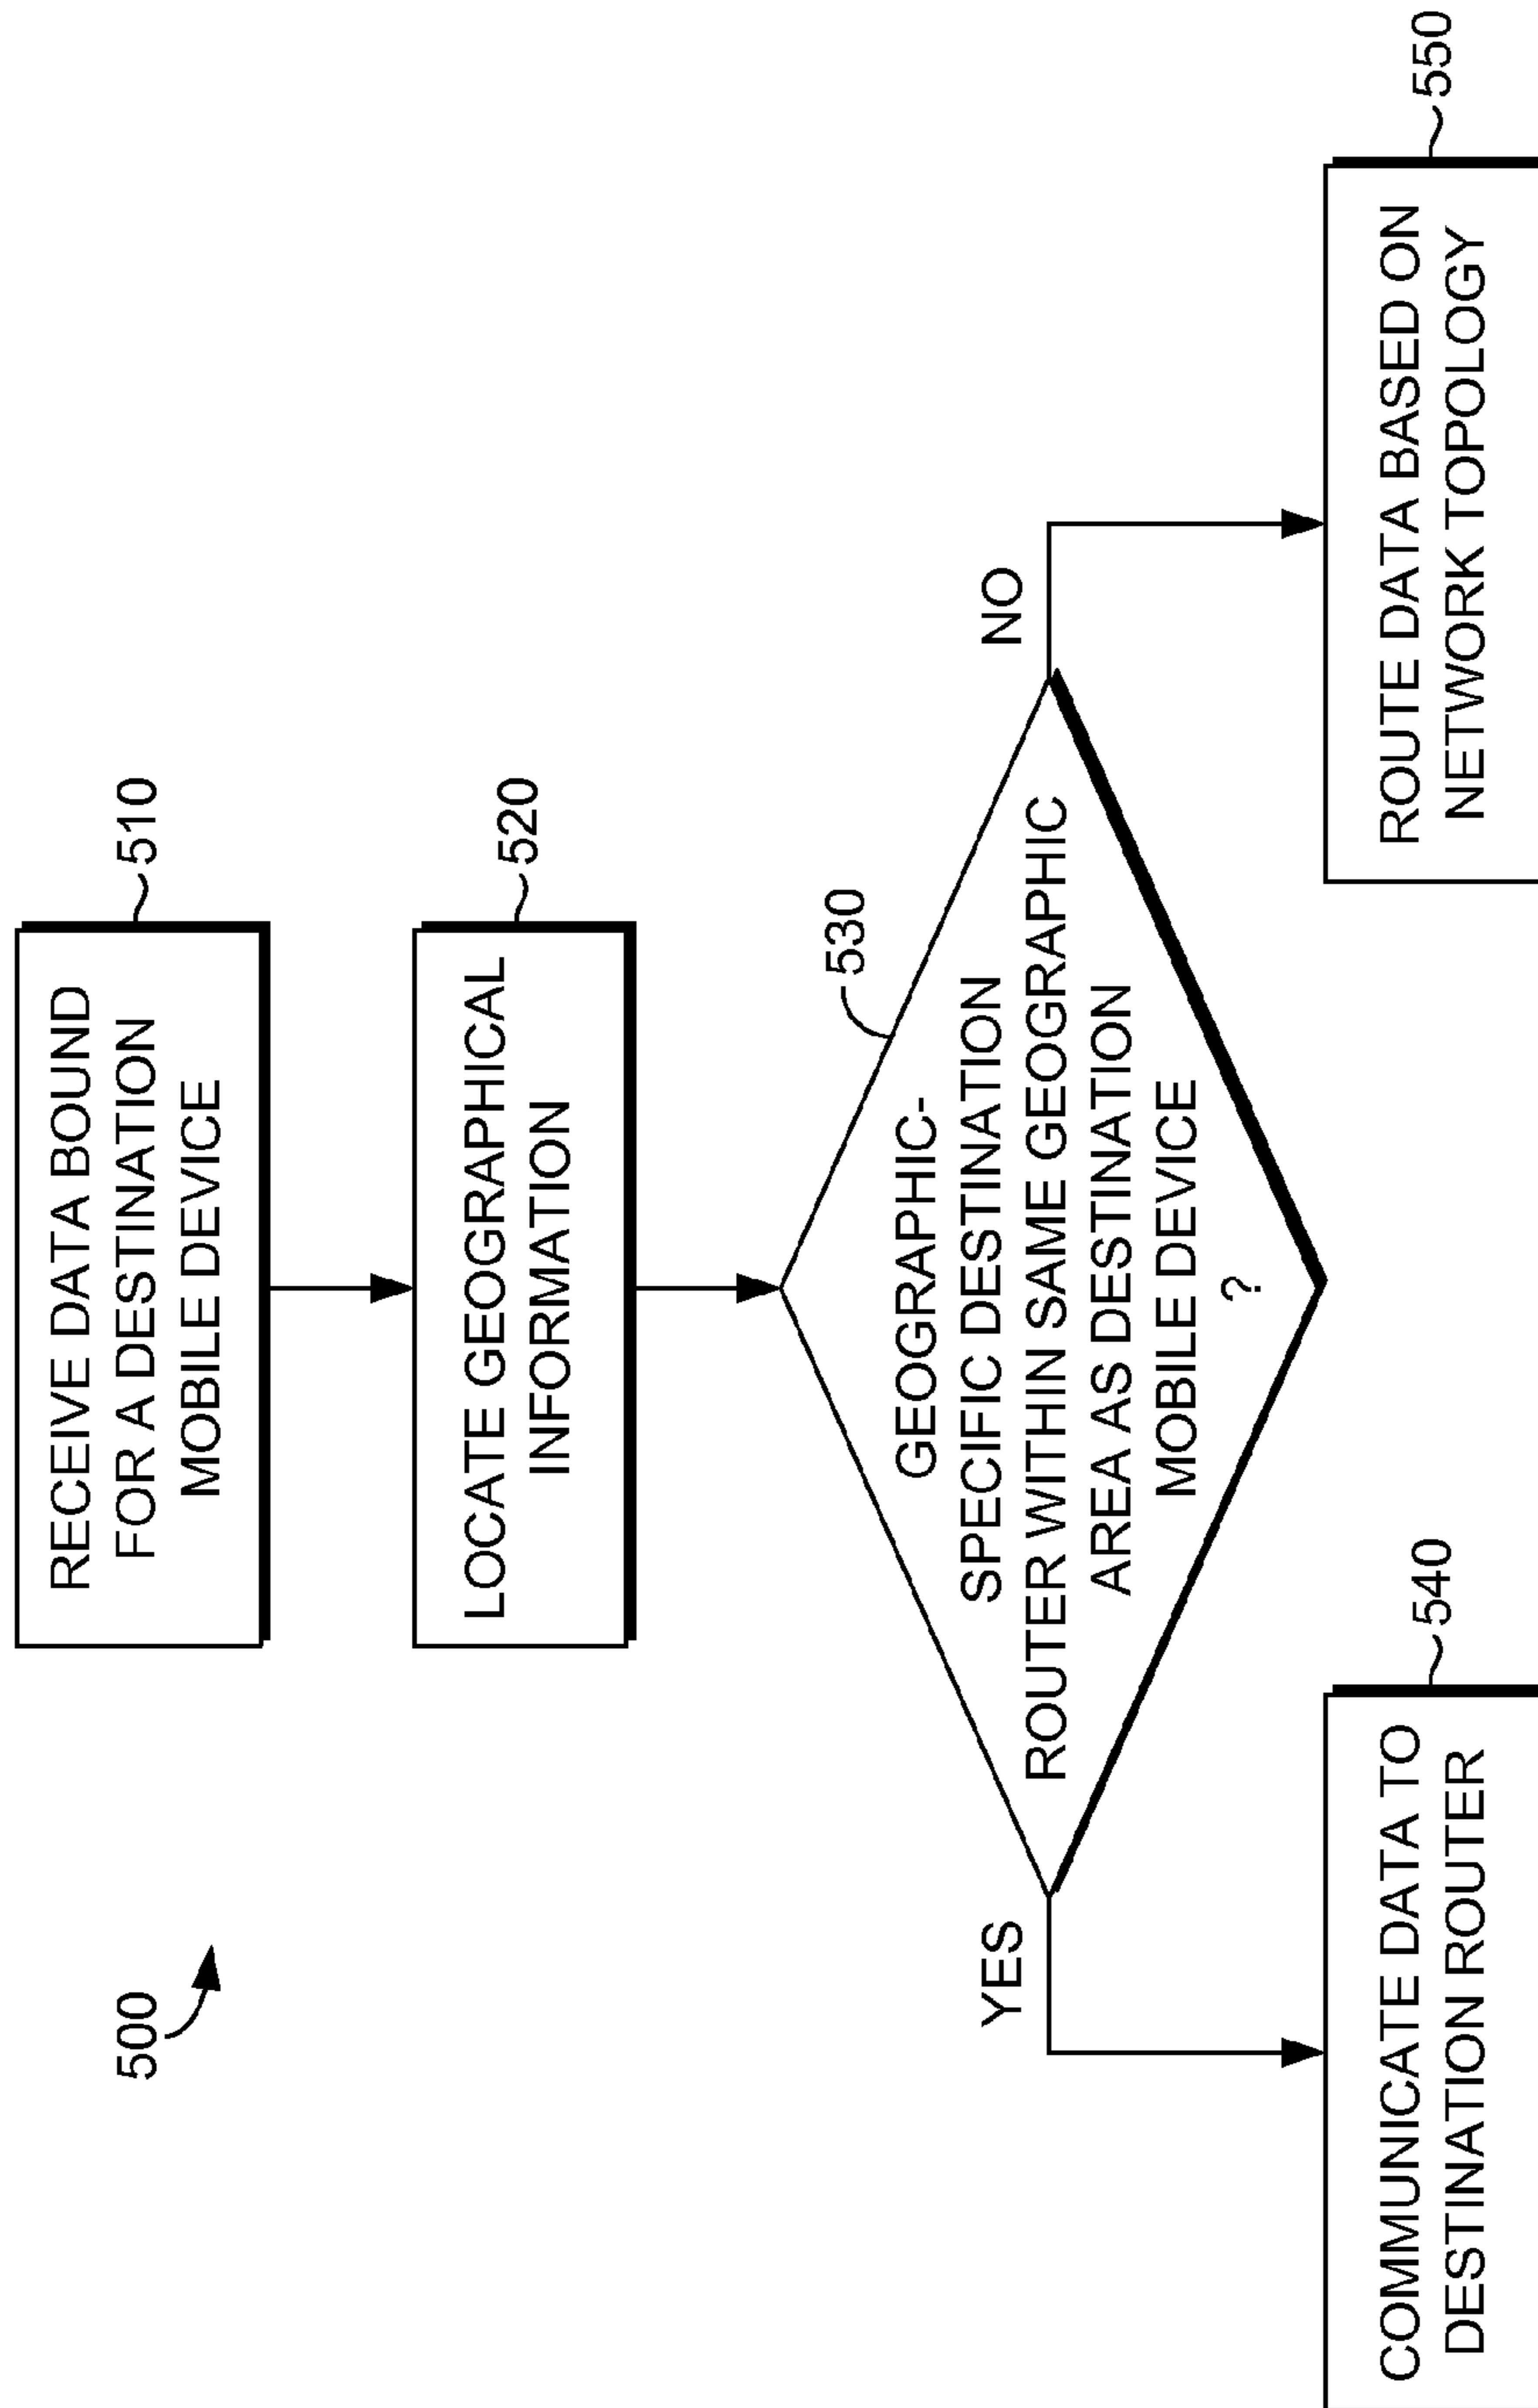 500
RECEIVE DATA BOUND
FOR A DESTINATION
MOBILE DEVICE
510
LOCATE GEOGRAPHICAL
INFORMATION
520
530
GEOGRAPHIC-
SPECIFIC DESTINATION
ROUTER WITHIN SAME GEOGRAPHIC
AREA AS DESTINATION
MOBILE DEVICE
?
YES
NO
COMMUNICATE DATA TO
DESTINATION ROUTER
540
ROUTE DATA BASED ON
NETWORK TOPOLOGY
550